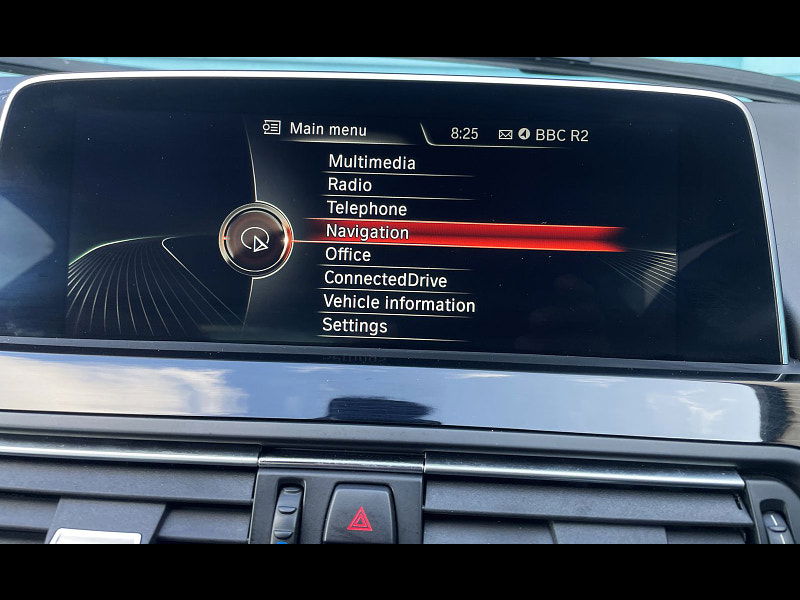 Main menu 8:25 BBC R2
Multimedia
Radio
Telephone
Navigation
Office
ConnectedDrive
Vehicle information
Settings